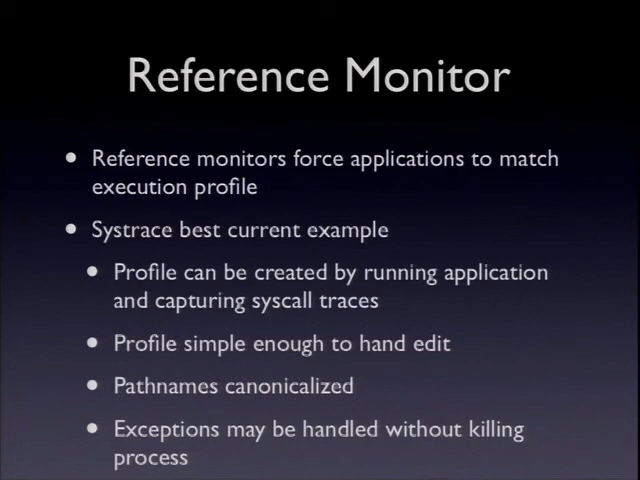 Reference Monitor
• Reference monitors force applications to match
execution profile
• Systrace best current example
• Profile can be created by running application
and capturing syscall traces
• Profile simple enough to hand edit
• Pathnames canonicalized
• Exceptions may be handled without killing
process